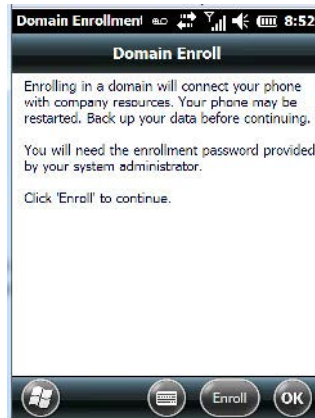 Domain Enrollment 8:52
Domain Enroll
Enrolling in a domain will connect your phone
with company resources. Your phone may be
restarted. Back up your data before continuing.
You will need the enrollment password provided
by your system administrator.
Click 'Enroll' to continue.
Enroll OK